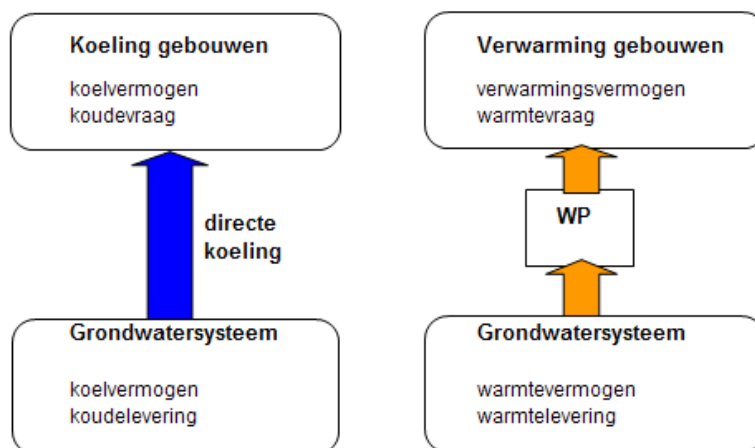 Koeling gebouwen
koelvermogen
koudevraag
directe
koeling
Grondwatersysteem
koelvermogen
koudelevering
Verwarming gebouwen
verwarmingsvermogen
warmtevraag
WP
Grondwatersysteem
warmtevermogen
warmtelevering